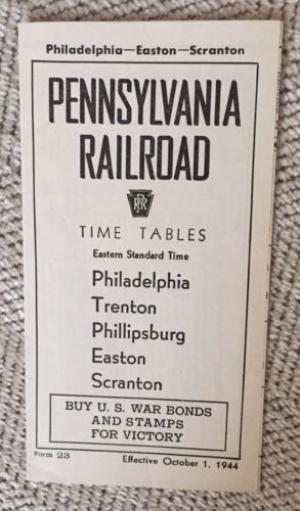 Philadelphia—Easton—Scranton
PENNSYLVANIA
RAILROAD
PRR
TIME TABLES
Eastern Standard Time
Philadelphia
Trenton
Phillipsburg
Easton
Scranton
BUY U. S. WAR BONDS
AND STAMPS
FOR VICTORY
Form 23
Effective October 1, 1944